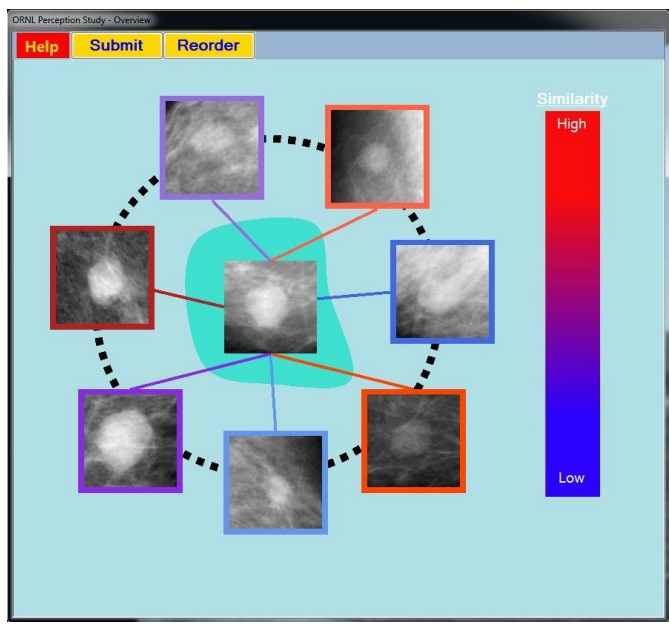 ORNL Perception Study - Overview
Help Submit Reorder
Similarity
High
Low